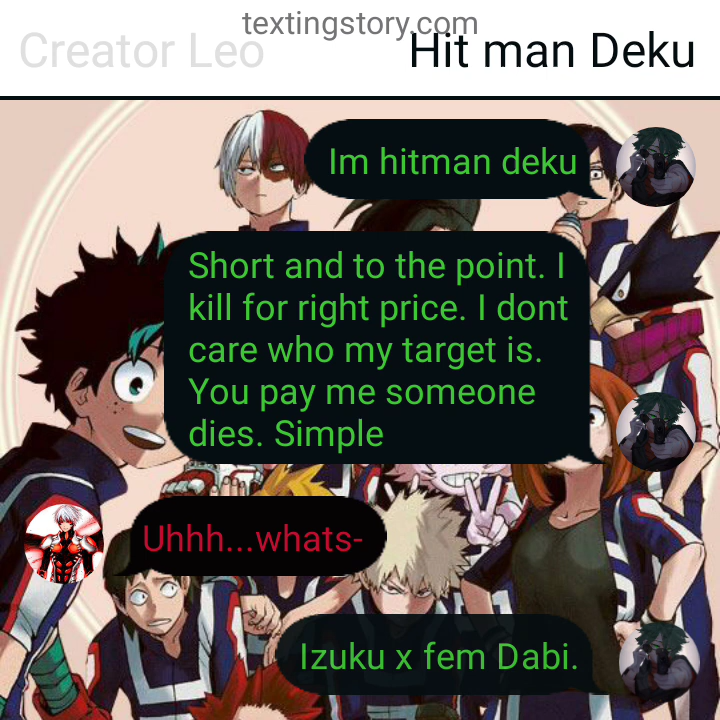 textingstory.com
Creator Leo
Hit man Deku
Im hitman deku
Short and to the point. I
kill for right price. I dont
care who my target is.
You pay me someone
dies. Simple
Uhhh...whats-
Izuku x fem Dabi.